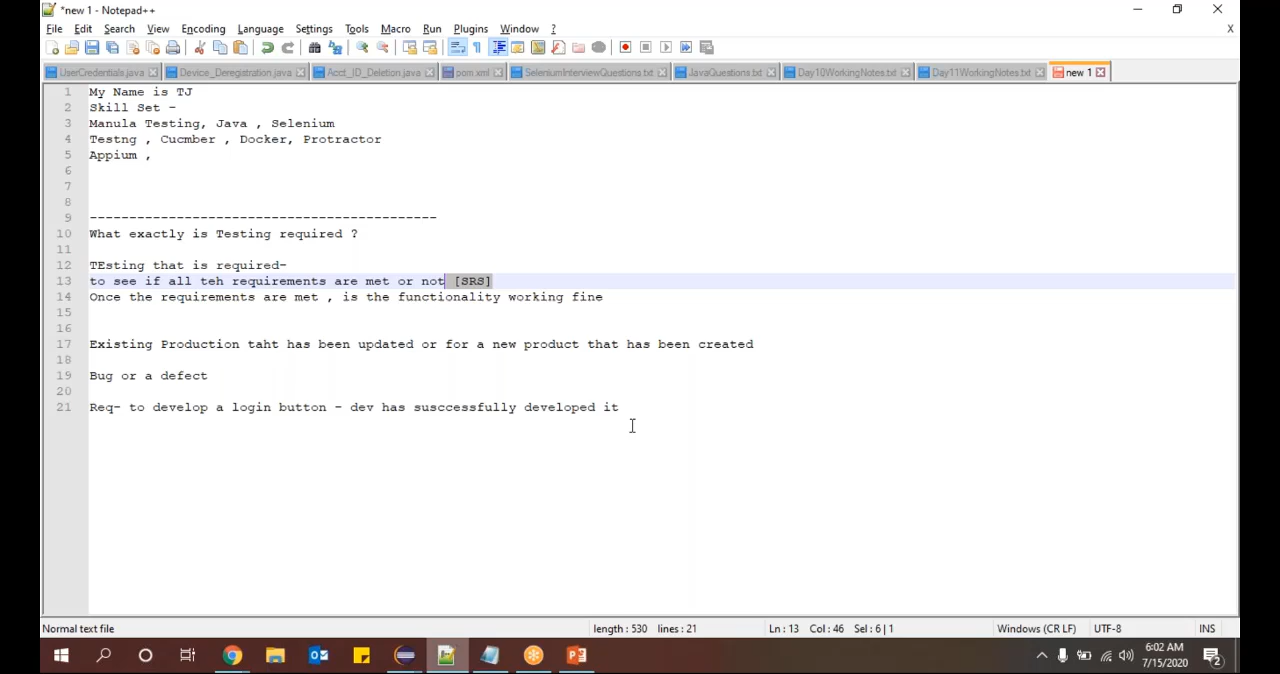 *new 1 - Notepad++
File Edit Search View Encoding Language Settings Tools Macro Run Plugins Window ? X
UserCredentials.java Device_Deregistration.java Acct_ID_Deletion.java pom.xml SeleniumInterviewQuestions.txt JavaQuestions.txt Day10WorkingNotes.txt Day11WorkingNotes.txt new 1
1 My Name is TJ
2 Skill Set -
3 Manula Testing, Java , Selenium
4 Testng , Cucmber , Docker, Protractor
5 Appium ,
6
7
8
9 --------------------------------------------
10 What exactly is Testing required ?
11
12 TEsting that is required-
13 to see if all teh requirements are met or not [SRS]
14 Once the requirements are met , is the functionality working fine
15
16
17 Existing Production taht has been updated or for a new product that has been created
18
19 Bug or a defect
20
21 Req- to develop a login button - dev has susccessfully developed it
Normal text file length : 530 lines : 21 Ln : 13 Col : 46 Sel : 6 | 1 Windows (CR LF) UTF-8 INS
6:02 AM
7/15/2020
2